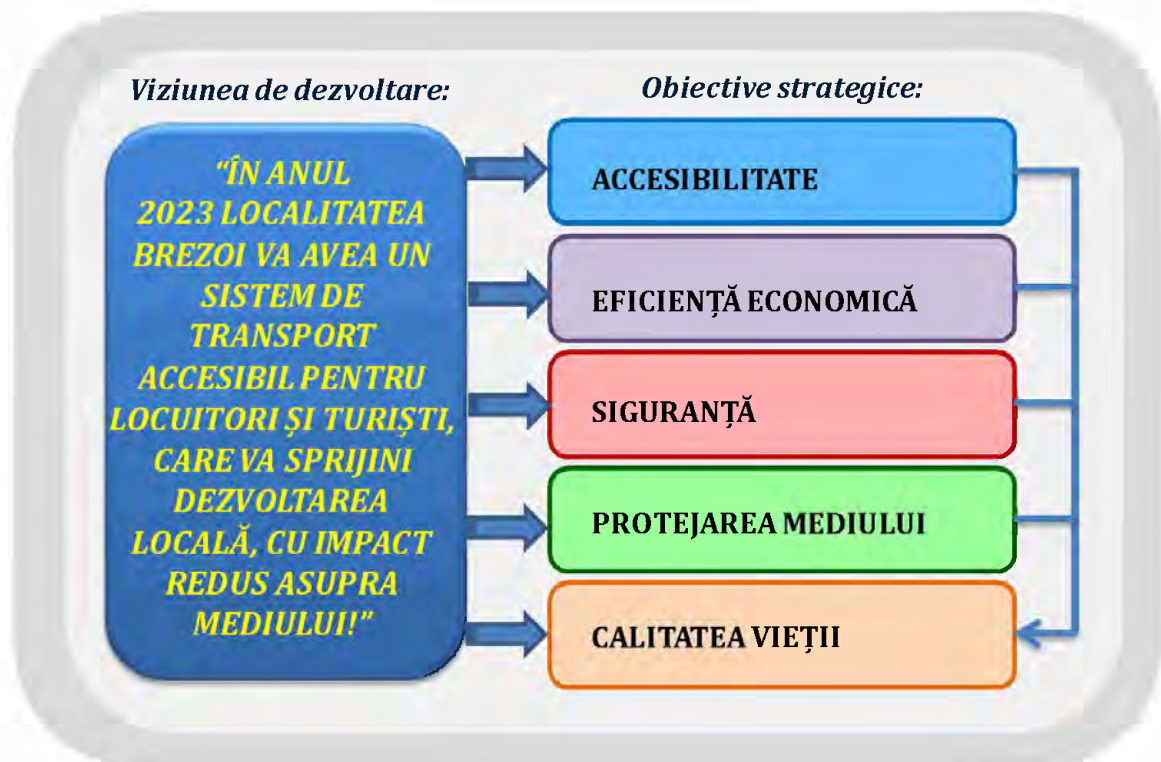 Viziunea de dezvoltare:
Obiective strategice:
“ÎN ANUL
2023 LOCALITATEA
BREZOI VA AVEA UN
SISTEM DE
TRANSPORT
ACCESIBIL PENTRU
LOCUITORI ȘI TURIȘTI,
CARE VA SPRIJINI
DEZVOLTAREA
LOCALĂ, CU IMPACT
REDUS ASUPRA
MEDIULUI!”
ACCESIBILITATE
EFICIENȚĂ ECONOMICĂ
SIGURANȚĂ
PROTEJAREA MEDIULUI
CALITATEA VIEȚII